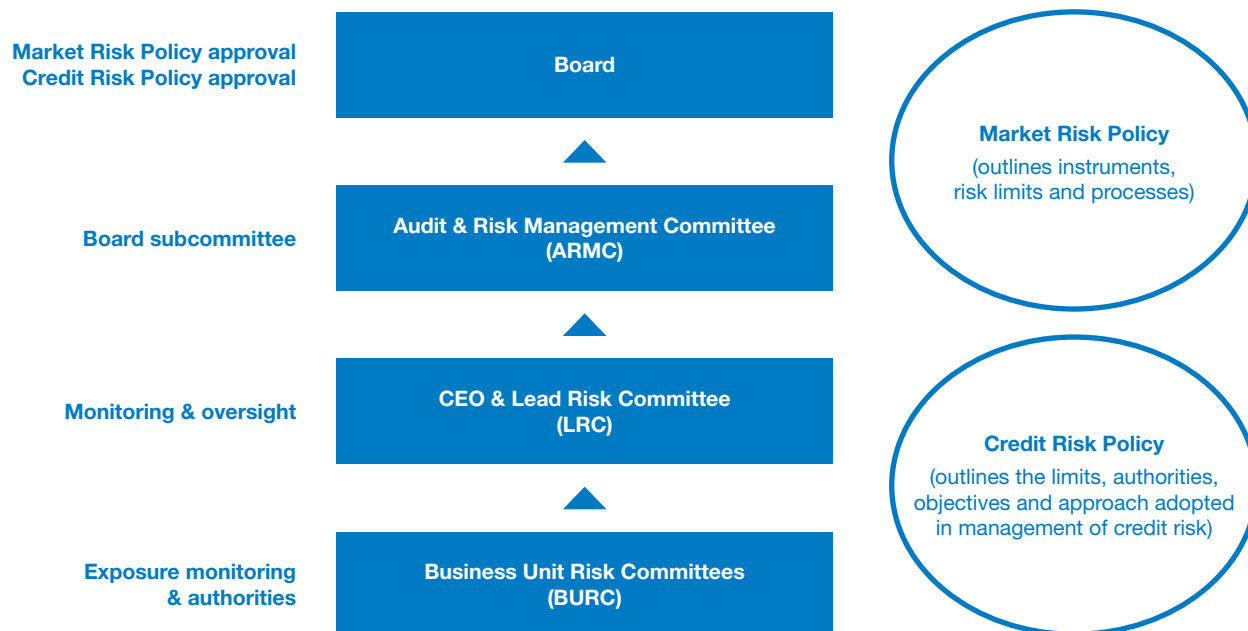 Market Risk Policy approval
Credit Risk Policy approval
Board
Board subcommittee
Audit & Risk Management Committee
(ARMC)
Monitoring & oversight
CEO & Lead Risk Committee
(LRC)
Exposure monitoring
& authorities
Business Unit Risk Committees
(BURC)
Market Risk Policy
(outlines instruments,
risk limits and processes)
Credit Risk Policy
(outlines the limits, authorities,
objectives and approach adopted
in management of credit risk)